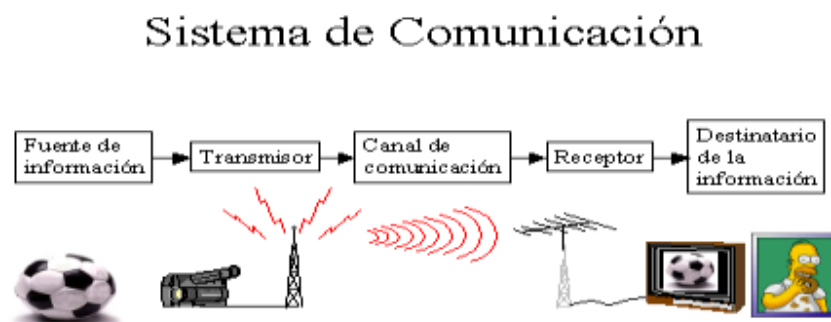 Sistema de Comunicación
Fuente de
información
Transmisor
Canal de
comunicación
Receptor
Destinatario
de la
información